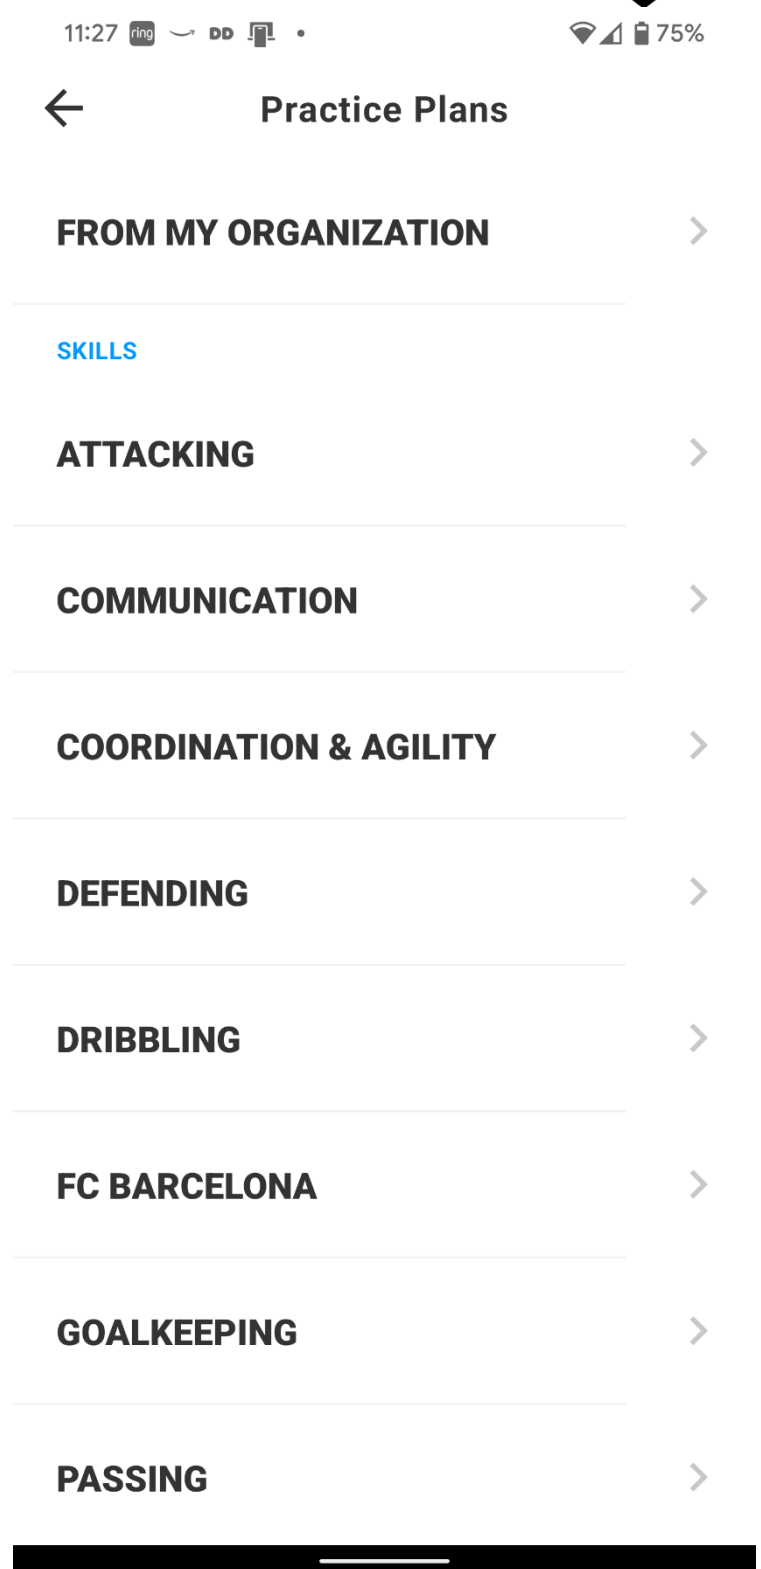 11:27 ring DD 75%
Practice Plans
FROM MY ORGANIZATION
SKILLS
ATTACKING
COMMUNICATION
COORDINATION & AGILITY
DEFENDING
DRIBBLING
FC BARCELONA
GOALKEEPING
PASSING